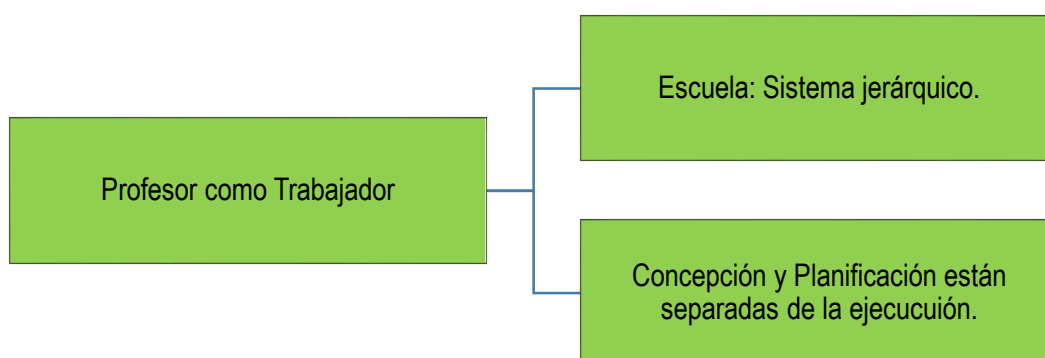 Escuela: Sistema jerárquico.
Profesor como Trabajador
Concepción y Planificación están
separadas de la ejecucuión.